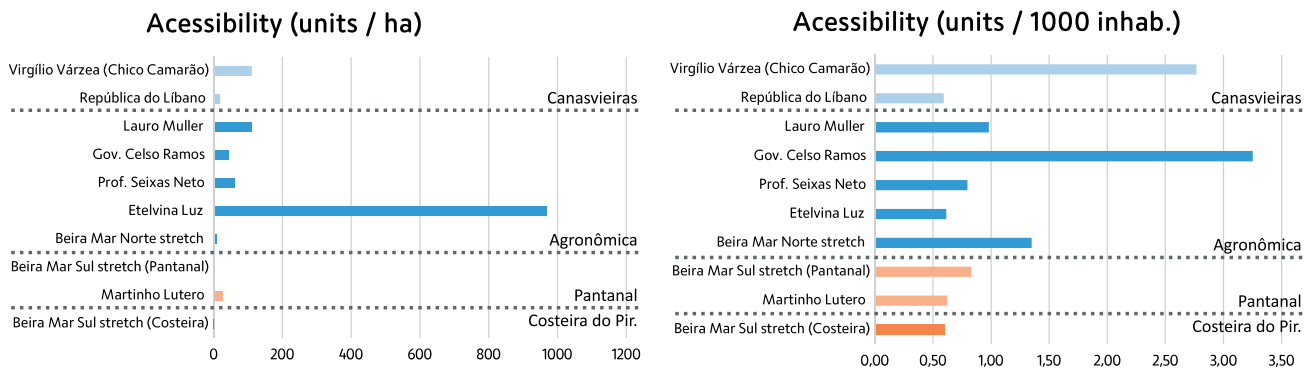 Acessibility (units / ha)
Virgílio Várzea (Chico Camarão)
República do Líbano
Canasvieiras
Lauro Muller
Gov. Celso Ramos
Prof. Seixas Neto
Etelvina Luz
Beira Mar Norte stretch
Agronômica
Beira Mar Sul stretch (Pantanal)
Martinho Lutero
Pantanal
Beira Mar Sul stretch (Costeira)
Costeira do Pir.
0 200 400 600 800 1000 1200
Acessibility (units / 1000 inhab.)
Virgílio Várzea (Chico Camarão)
República do Líbano
Canasvieiras
Lauro Muller
Gov. Celso Ramos
Prof. Seixas Neto
Etelvina Luz
Beira Mar Norte stretch
Agronômica
Beira Mar Sul stretch (Pantanal)
Martinho Lutero
Pantanal
Beira Mar Sul stretch (Costeira)
Costeira do Pir.
0,00 0,50 1,00 1,50 2,00 2,50 3,00 3,50